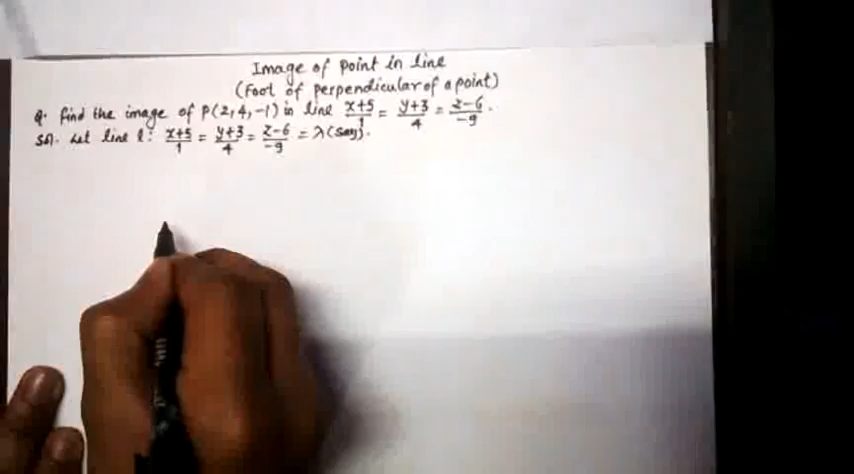 Image of point in line
(Foot of perpendicular of a point)
Q. Find the image of P(2,4,-1) in line x+5/1 = y+3/4 = z-6/-9.
Sol. Let line l: x+5/1 = y+3/4 = z-6/-9 = λ(say).